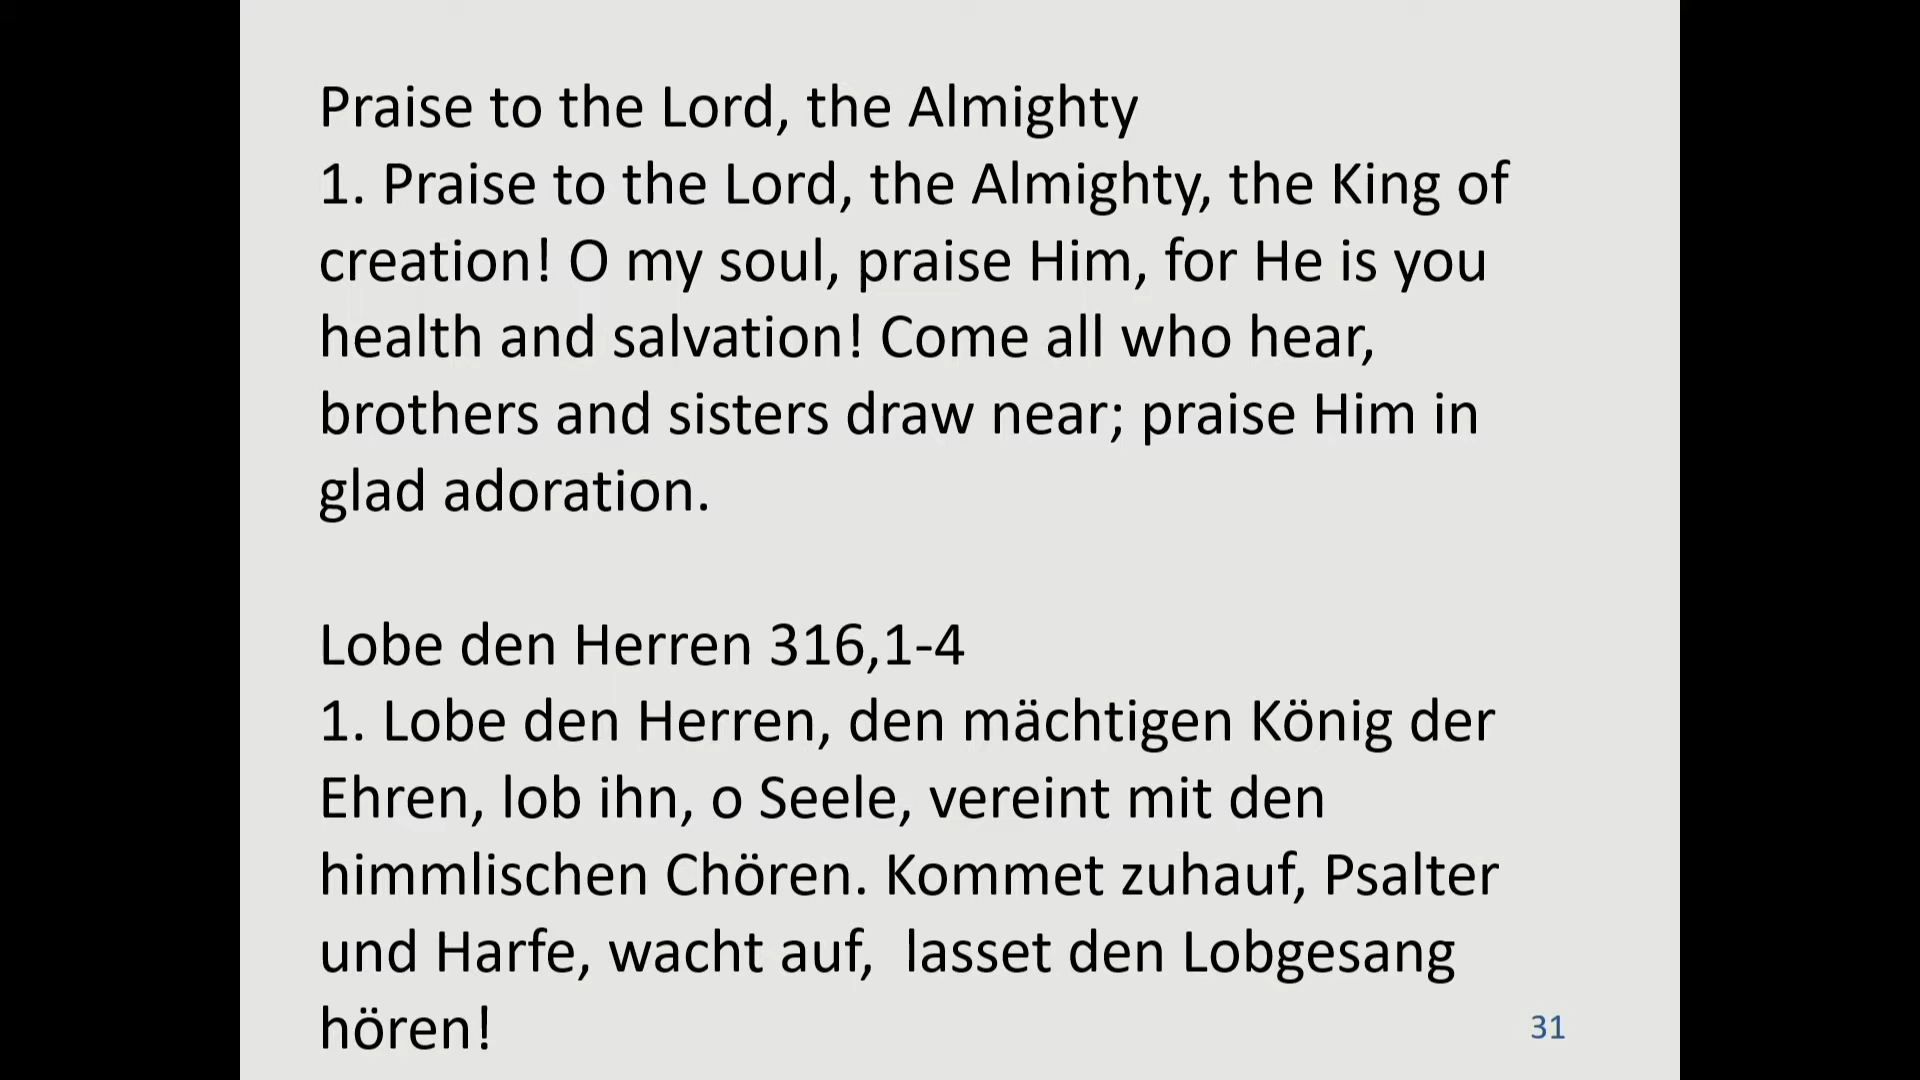 Praise to the Lord, the Almighty
1. Praise to the Lord, the Almighty, the King of
creation! O my soul, praise Him, for He is you
health and salvation! Come all who hear,
brothers and sisters draw near; praise Him in
glad adoration.
Lobe den Herren 316,1-4
1. Lobe den Herren, den mächtigen König der
Ehren, lob ihn, o Seele, vereint mit den
himmlischen Chören. Kommet zuhauf, Psalter
und Harfe, wacht auf,  lasset den Lobgesang
hören!
31